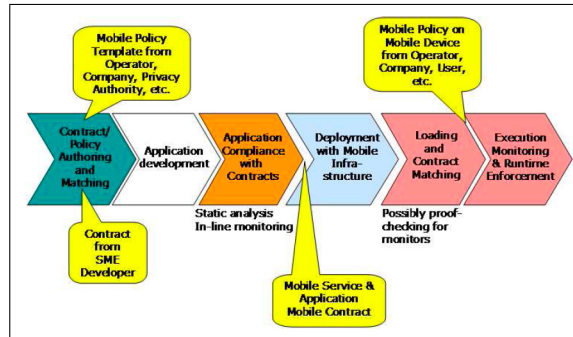 Mobile Policy
Template from
Operator,
Company, Privacy
Authority, etc.
Mobile Policy on
Mobile Device
from Operator,
Company, User,
etc.
Contract/
Policy
Authoring
and
Matching
Application
development
Application
Compliance
with
Contracts
Deployment
with Mobile
Infra-
structure
Loading
and
Contract
Matching
Execution
Monitoring
& Runtime
Enforcement
Static analysis
In-line monitoring
Possibly proof-
checking for
monitors
Contract
from
SME
Developer
Mobile Service &
Application
Mobile Contract